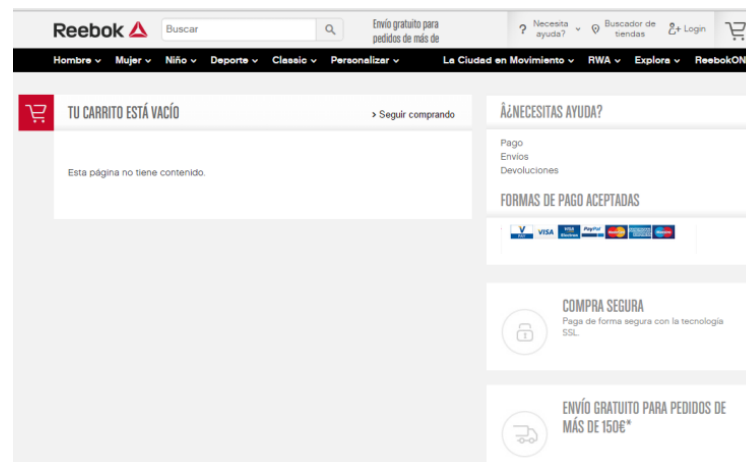 Reebok
Buscar
Envío gratuito para
pedidos de más de
? Necesita
ayuda?
Buscador de
tiendas
Login
Hombre Mujer Niño Deporte Classic Personalizar La Ciudad en Movimiento RWA Explora ReebokON
TU CARRITO ESTÁ VACÍO
> Seguir comprando
Esta página no tiene contenido.
Â¿NECESITAS AYUDA?
Pago
Envíos
Devoluciones
FORMAS DE PAGO ACEPTADAS
VISA VISA PayPal
COMPRA SEGURA
Paga de forma segura con la tecnología
SSL.
ENVÍO GRATUITO PARA PEDIDOS DE
MÁS DE 150€*